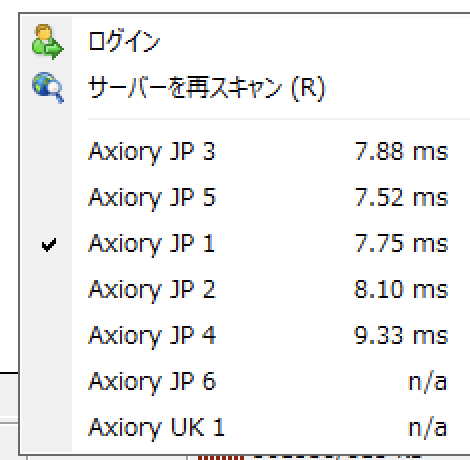 ログイン
サーバーを再スキャン (R)
Axiory JP 3 7.88 ms
Axiory JP 5 7.52 ms
Axiory JP 1 7.75 ms
Axiory JP 2 8.10 ms
Axiory JP 4 9.33 ms
Axiory JP 6 n/a
Axiory UK 1 n/a